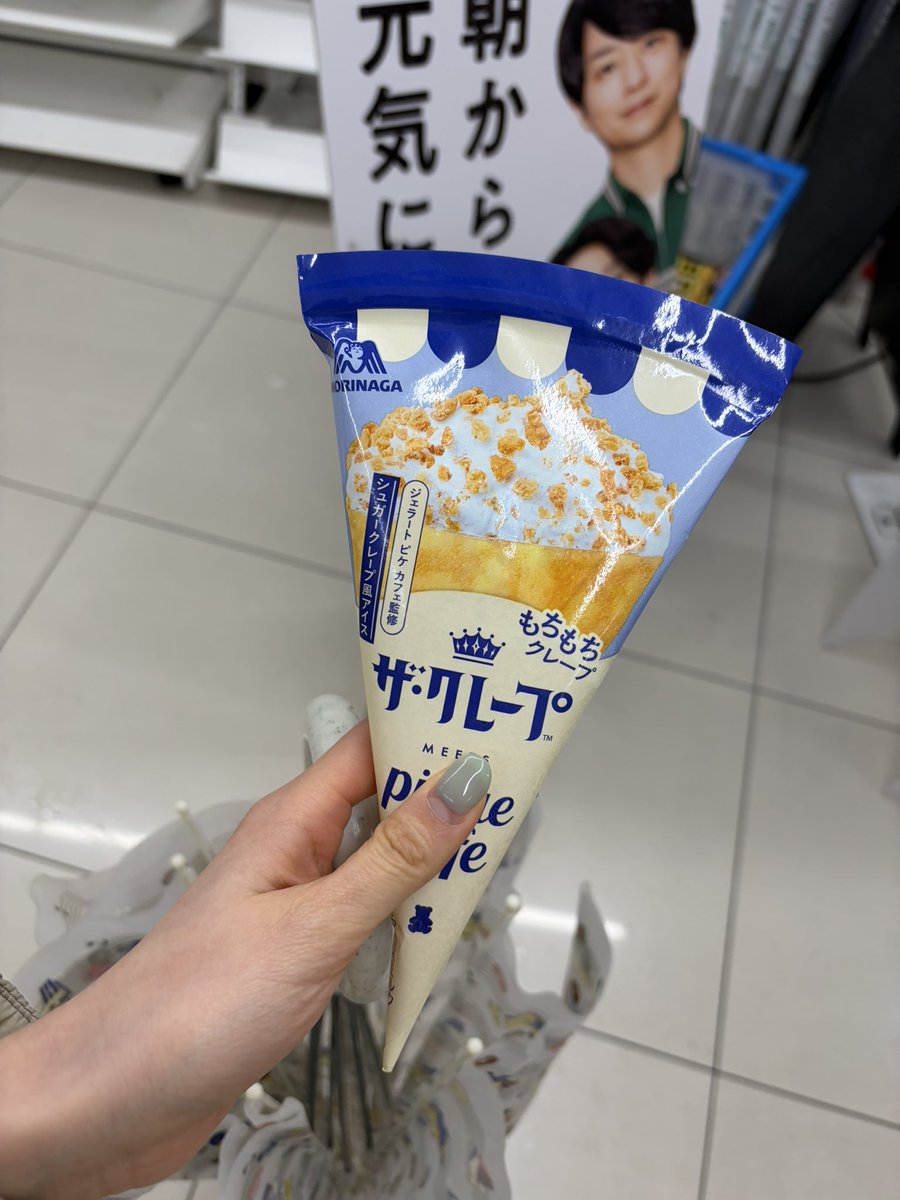 朝から
元気に
MORINAGA
ジェラート ピケ カフェ監修
シュガークレープ風アイス
もちもち
クレープ
ザ・クレープ
TM
MEETS